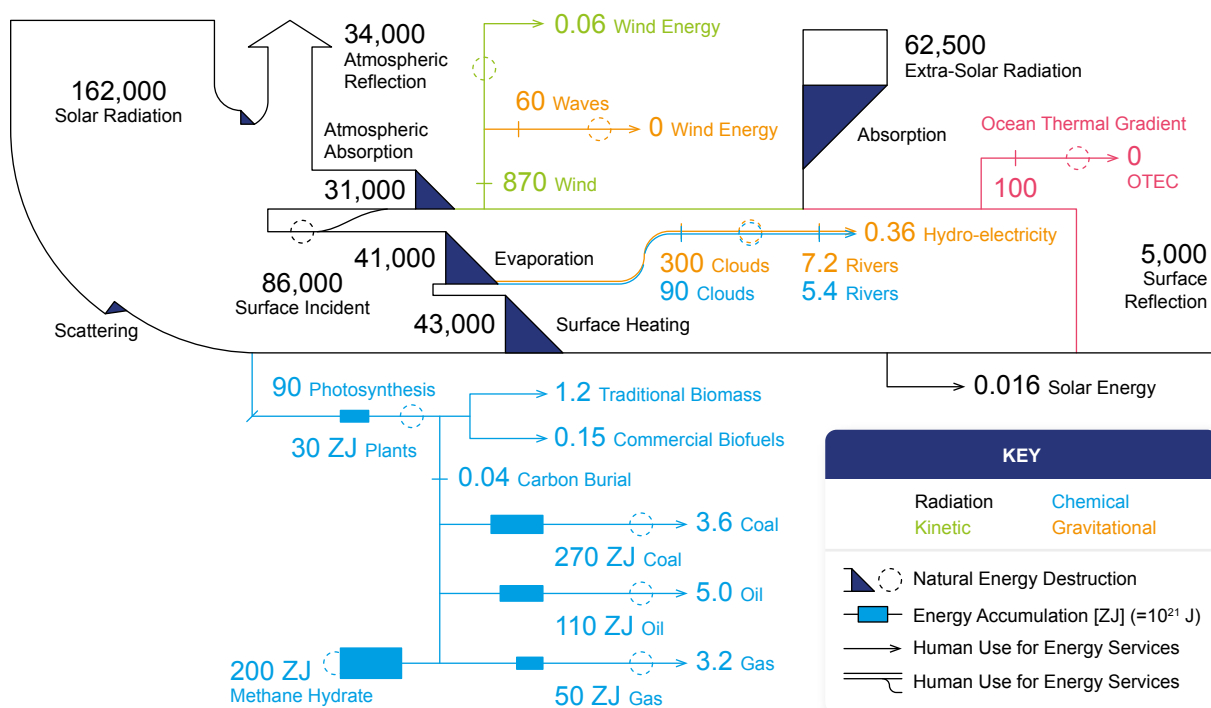 34,000
Atmospheric
Reflection
0.06 Wind Energy
62,500
Extra-Solar Radiation
162,000
Solar Radiation
60 Waves
0 Wind Energy
Atmospheric
Absorption
Absorption
Ocean Thermal Gradient
0
OTEC
100
31,000
870 Wind
0.36 Hydro-electricity
41,000
Evaporation
300 Clouds
7.2 Rivers
90 Clouds
5.4 Rivers
5,000
Surface
Reflection
86,000
Surface Incident
Scattering
43,000
Surface Heating
90 Photosynthesis
1.2 Traditional Biomass
0.016 Solar Energy
30 ZJ Plants
0.15 Commercial Biofuels
0.04 Carbon Burial
3.6 Coal
270 ZJ Coal
5.0 Oil
110 ZJ Oil
200 ZJ
Methane Hydrate
3.2 Gas
50 ZJ Gas
KEY
Radiation
Chemical
Kinetic
Gravitational
Natural Energy Destruction
Energy Accumulation [ZJ] (=10²¹ J)
Human Use for Energy Services
Human Use for Energy Services